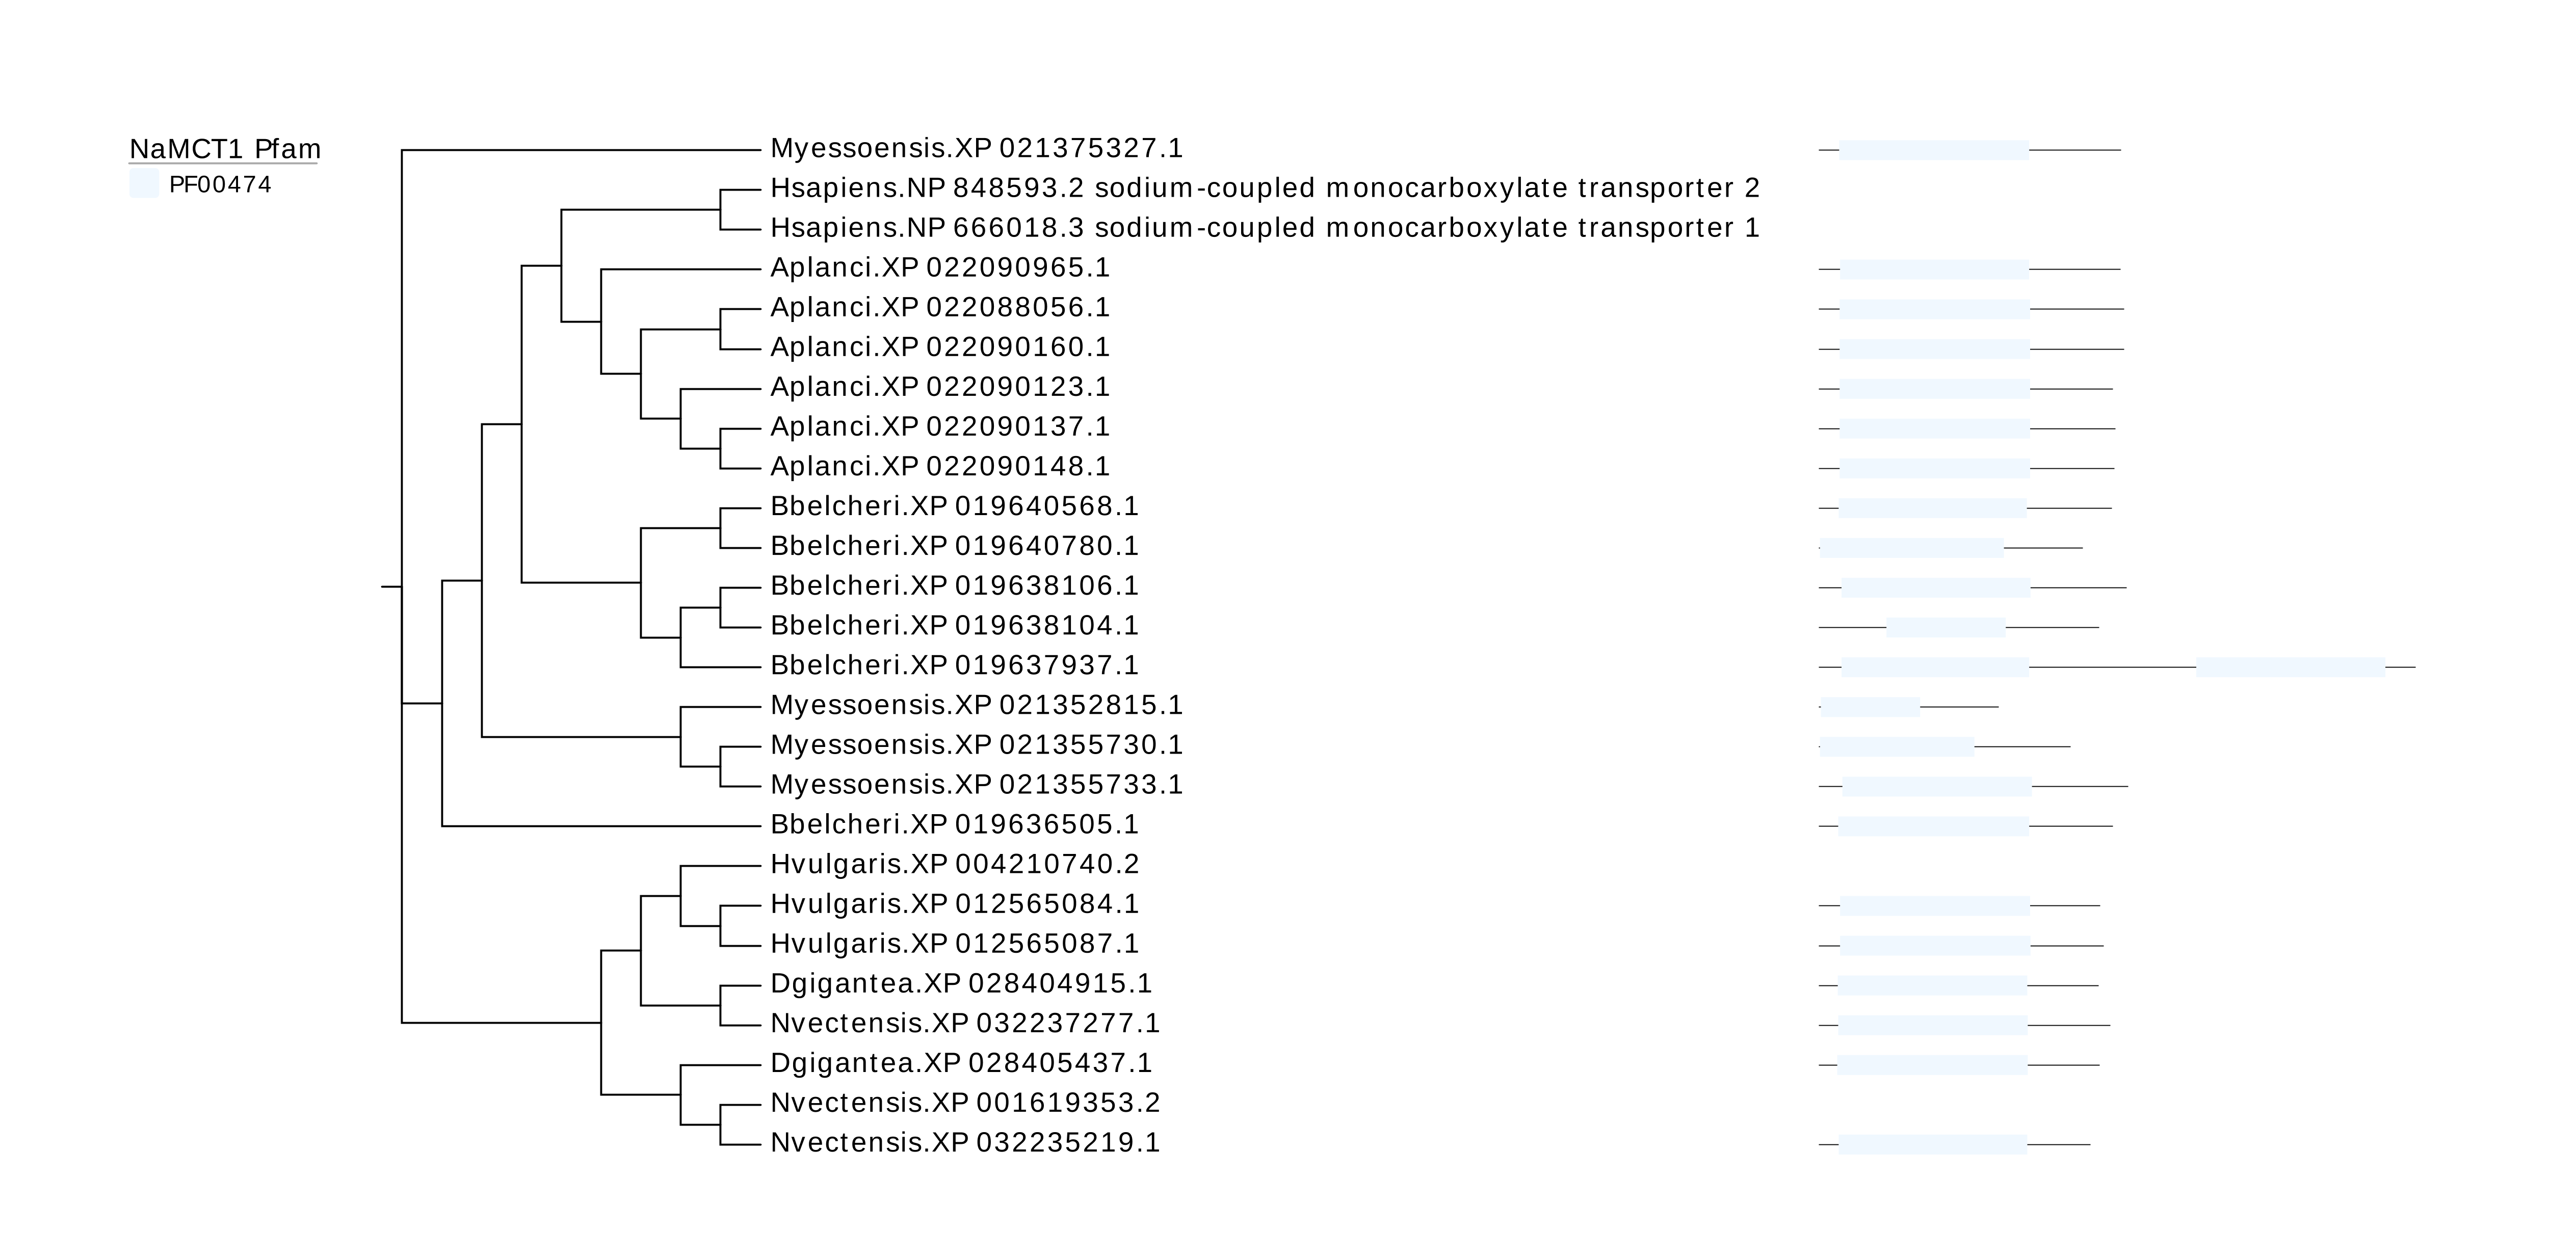 NaMCT1 Pfam
PF00474
Myessoensis.XP 021375327.1
Hsapiens.NP 848593.2 sodium-coupled monocarboxylate transporter 2
Hsapiens.NP 666018.3 sodium-coupled monocarboxylate transporter 1
Aplanci.XP 022090965.1
Aplanci.XP 022088056.1
Aplanci.XP 022090160.1
Aplanci.XP 022090123.1
Aplanci.XP 022090137.1
Aplanci.XP 022090148.1
Bbelcheri.XP 019640568.1
Bbelcheri.XP 019640780.1
Bbelcheri.XP 019638106.1
Bbelcheri.XP 019638104.1
Bbelcheri.XP 019637937.1
Myessoensis.XP 021352815.1
Myessoensis.XP 021355730.1
Myessoensis.XP 021355733.1
Bbelcheri.XP 019636505.1
Hvulgaris.XP 004210740.2
Hvulgaris.XP 012565084.1
Hvulgaris.XP 012565087.1
Dgigantea.XP 028404915.1
Nvectensis.XP 032237277.1
Dgigantea.XP 028405437.1
Nvectensis.XP 001619353.2
Nvectensis.XP 032235219.1